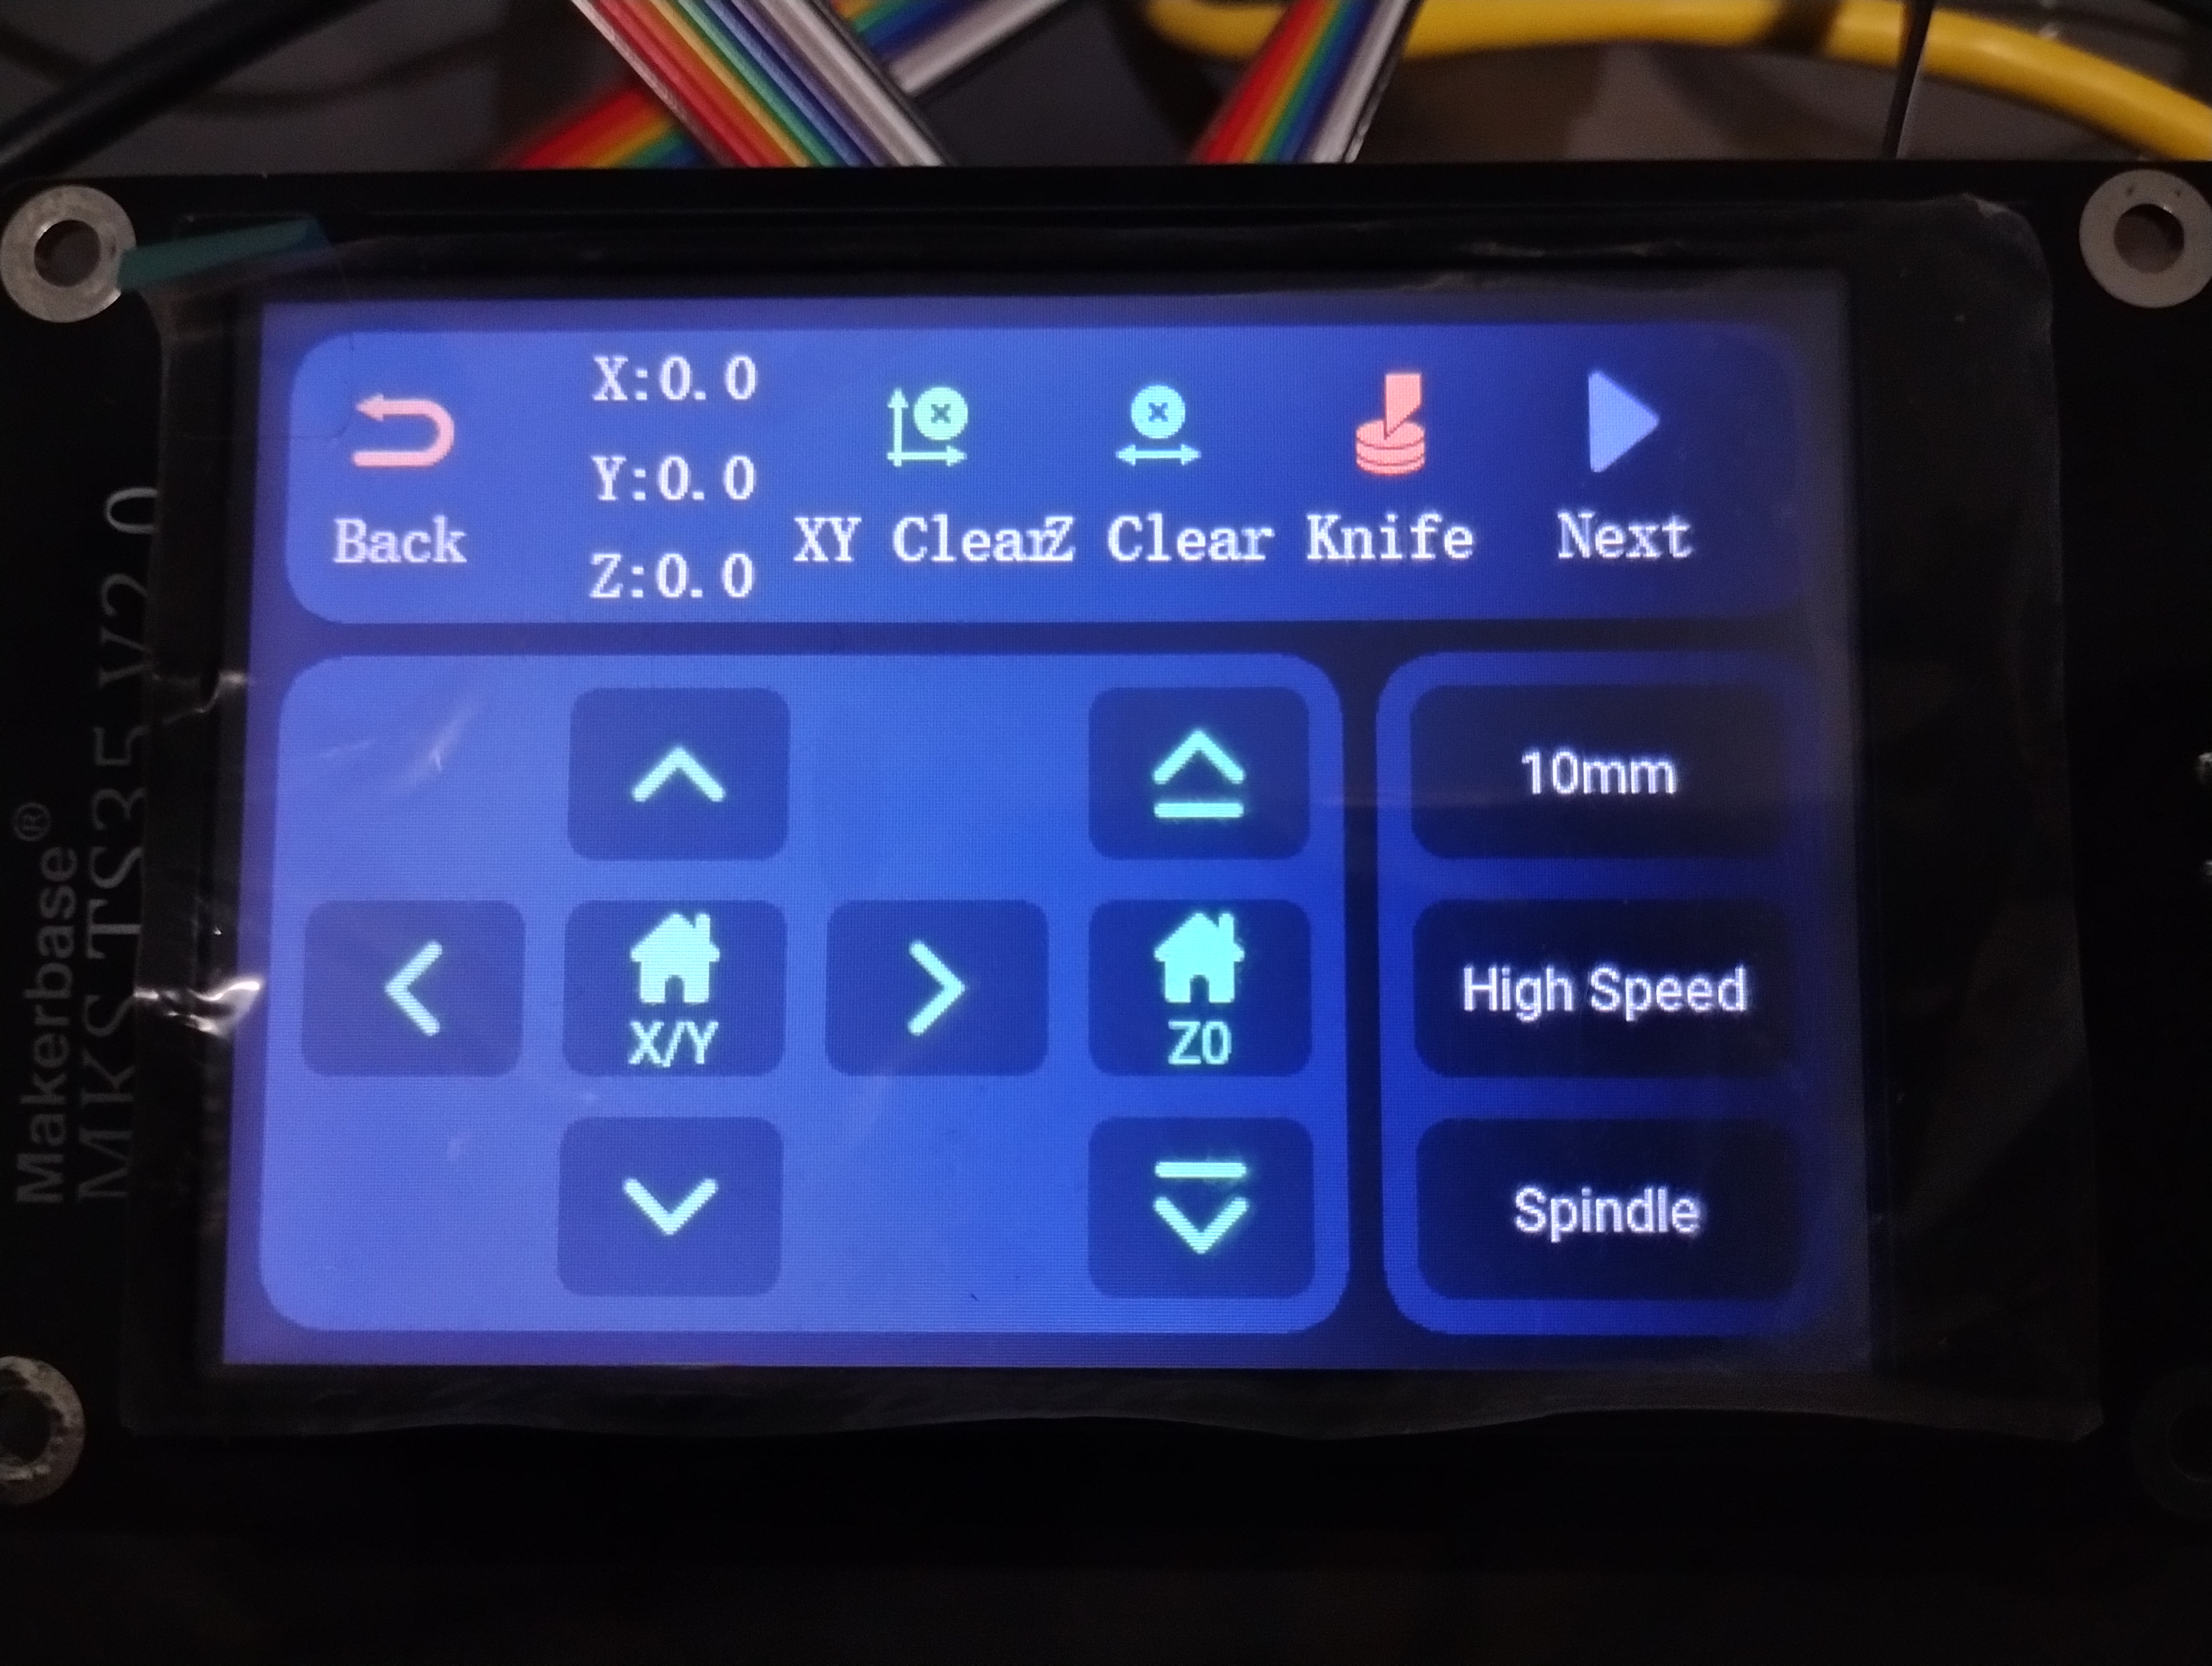 Back
X:0.0
Y:0.0
Z:0.0
XY Clear
Z Clear
Knife
Next
10mm
X/Y
Z0
High Speed
Spindle
Makerbase®
MKS TS35 V2.0